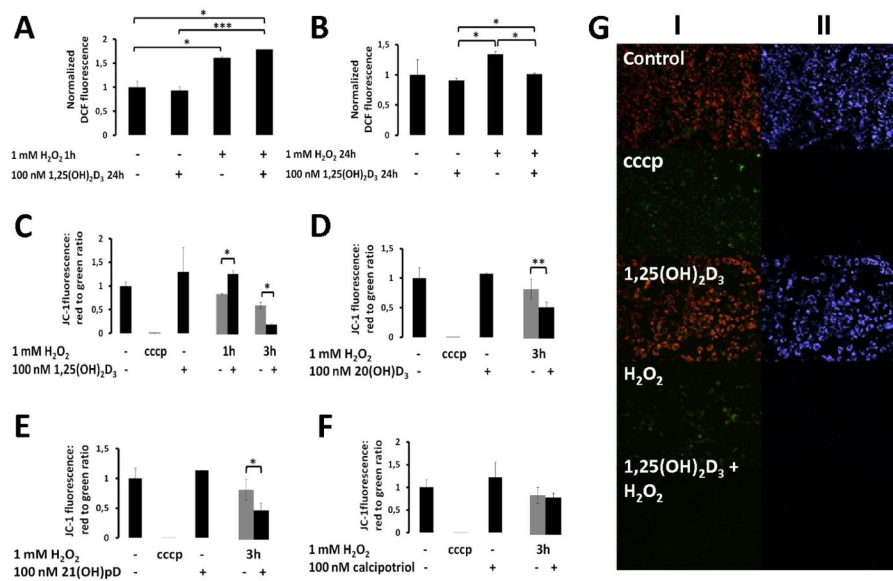 A
* 
***
*
Normalized
DCF fluorescence
2
1,5
1
0,5
0
1 mM H₂O₂ 1h - - + +
100 nM 1,25(OH)₂D₃ 24h - + - +
B
*
* *
Normalized
DCF fluorescence
2
1,5
1
0,5
0
1 mM H₂O₂ 24h - - + +
100 nM 1,25(OH)₂D₃ 24h - + - +
C
* *
JC-1fluorescence:
red to green ratio
2
1,5
1
0,5
0
1 mM H₂O₂ - cccp - 1h 3h
100 nM 1,25(OH)₂D₃ - + - + - +
D
**
JC-1 fluorescence:
red to green ratio
1,5
1
0,5
0
1 mM H₂O₂ - cccp - 3h
100 nM 20(OH)D₃ - + - +
E
*
JC-1 fluorescence:
red to green ratio
1,5
1
0,5
0
1 mM H₂O₂ - cccp - 3h
100 nM 21(OH)pD - + - +
F
JC-1fluorescence:
red to green ratio
2
1,5
1
0,5
0
1 mM H₂O₂ - cccp - 3h
100 nM calcipotriol - + - +
G
I II
Control
cccp
1,25(OH)₂D₃
H₂O₂
1,25(OH)₂D₃ +
H₂O₂